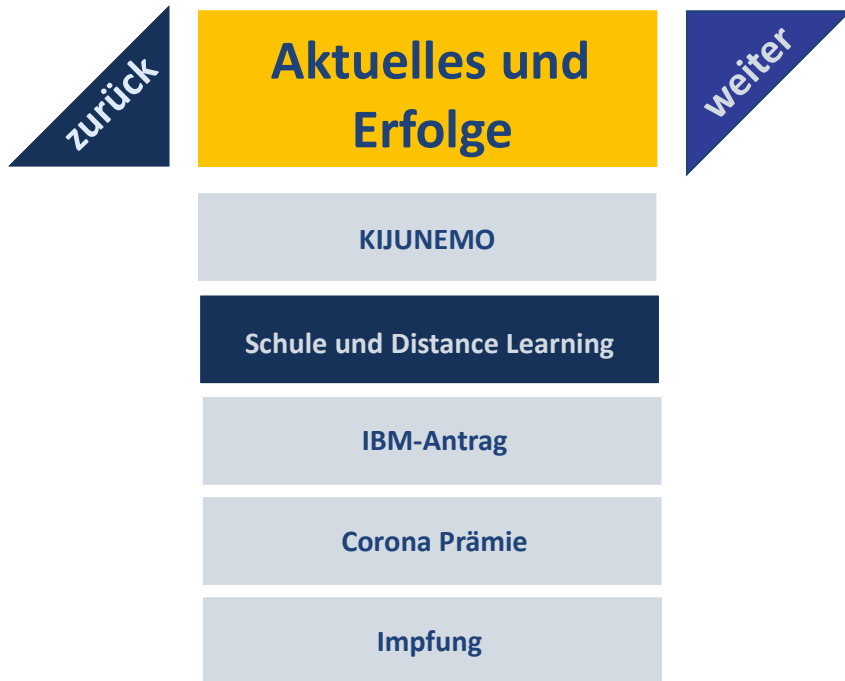 zurück
Aktuelles und
Erfolge
weiter
KIJUNEMO
Schule und Distance Learning
IBM-Antrag
Corona Prämie
Impfung